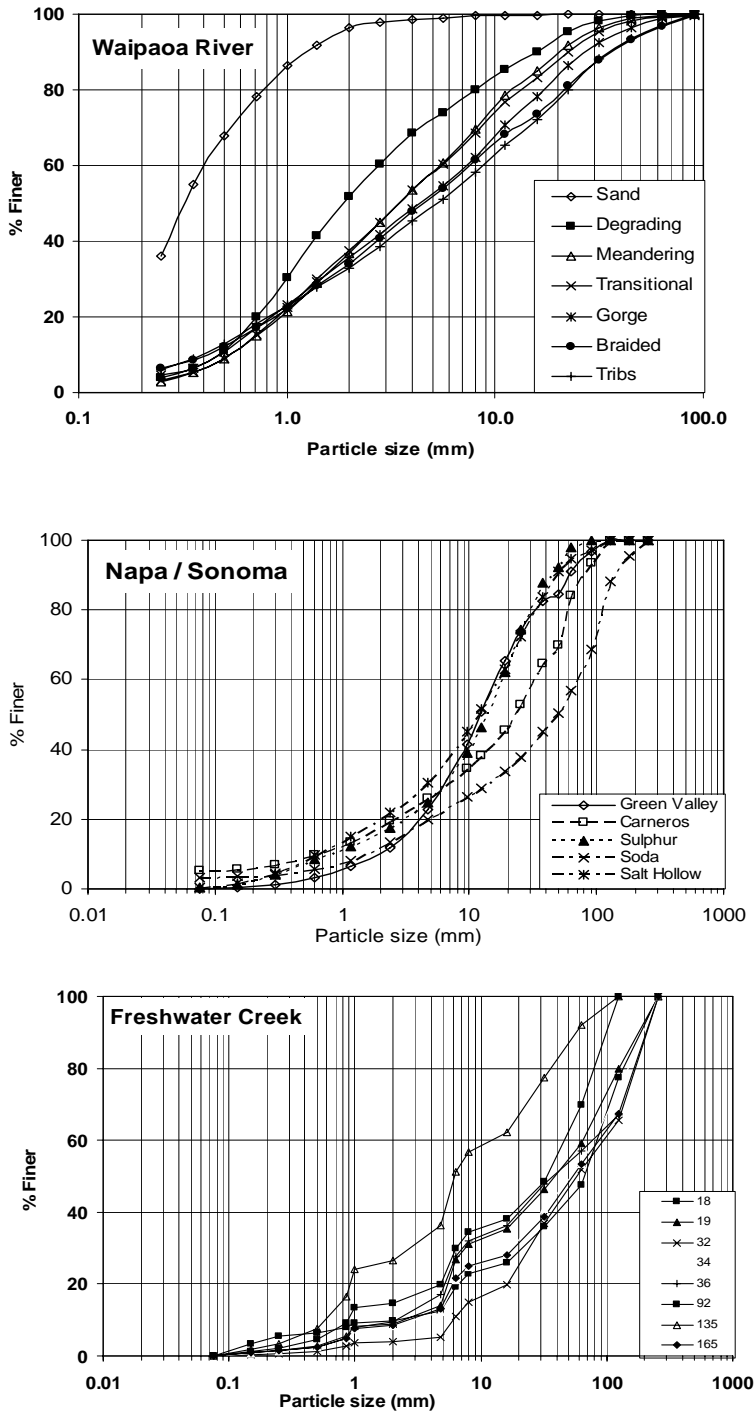 Waipaoa River
100
80
60
40
20
0
% Finer
0.1 1.0 10.0 100.0
Particle size (mm)
Sand
Degrading
Meandering
Transitional
Gorge
Braided
Tribs
Napa / Sonoma
100
80
60
40
20
0
% Finer
0.01 0.1 1 10 100 1000
Particle size (mm)
Green Valley
Carneros
Sulphur
Soda
Salt Hollow
Freshwater Creek
100
80
60
40
20
0
% Finer
0.01 0.1 1 10 100 1000
Particle size (mm)
18
19
32
34
36
92
135
165